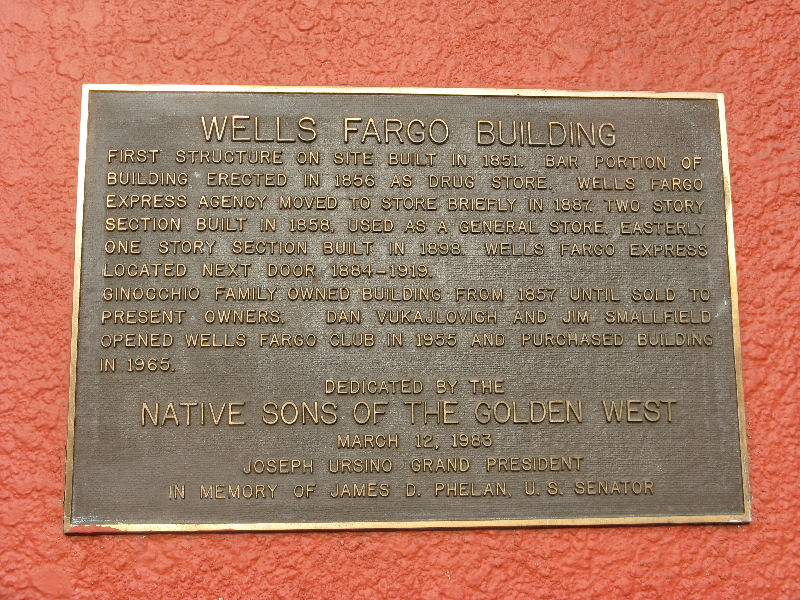 WELLS FARGO BUILDING
FIRST STRUCTURE ON SITE BUILT IN 1851. BAR PORTION OF
BUILDING ERECTED IN 1856 AS DRUG STORE. WELLS FARGO
EXPRESS AGENCY MOVED TO STORE BRIEFLY IN 1887. TWO STORY
SECTION BUILT IN 1858, USED AS A GENERAL STORE. EASTERLY
ONE STORY SECTION BUILT IN 1898. WELLS FARGO EXPRESS
LOCATED NEXT DOOR 1884-1919.
GINOCCHIO FAMILY OWNED BUILDING FROM 1857 UNTIL SOLD TO
PRESENT OWNERS. DAN VUKAJLOVICH AND JIM SMALLFIELD
OPENED WELLS FARGO CLUB IN 1955 AND PURCHASED BUILDING
IN 1965.
DEDICATED BY THE
NATIVE SONS OF THE GOLDEN WEST
MARCH 12, 1983
JOSEPH URSINO GRAND PRESIDENT
IN MEMORY OF JAMES D. PHELAN, U.S. SENATOR